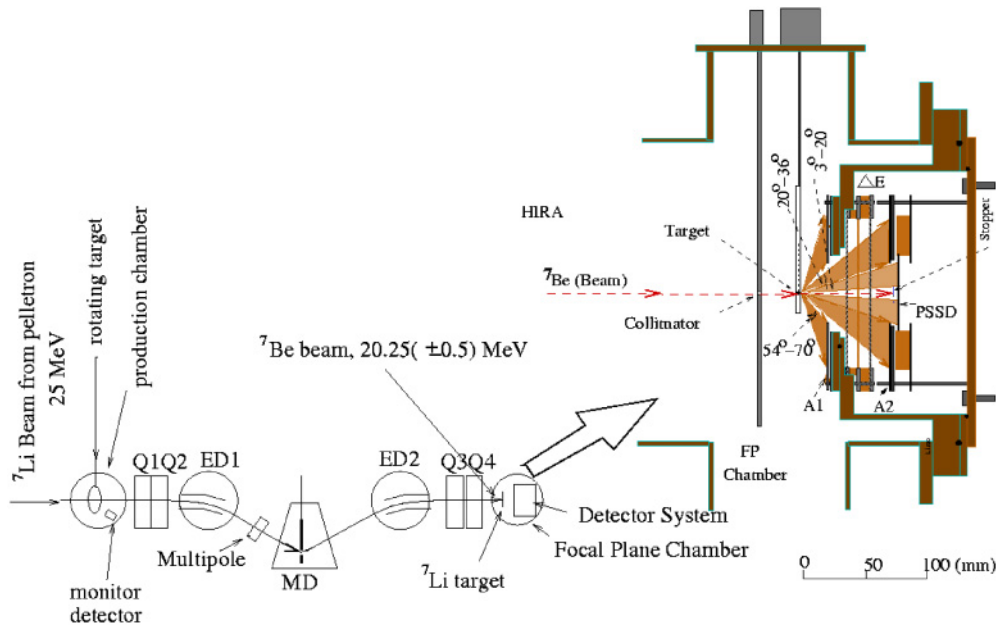 HIRA
Target
⁷Be (Beam)
Collimator
20°–36°
3°–20°
54°–70°
△E
Stopper
PSSD
A1
A2
FP
Chamber
0 50 100 (mm)
⁷Li Beam from pelletron
25 MeV
rotating target
production chamber
⁷Be beam, 20.25( ±0.5) MeV
Q1Q2
ED1
ED2
Q3Q4
Multipole
MD
monitor
detector
⁷Li target
Detector System
Focal Plane Chamber